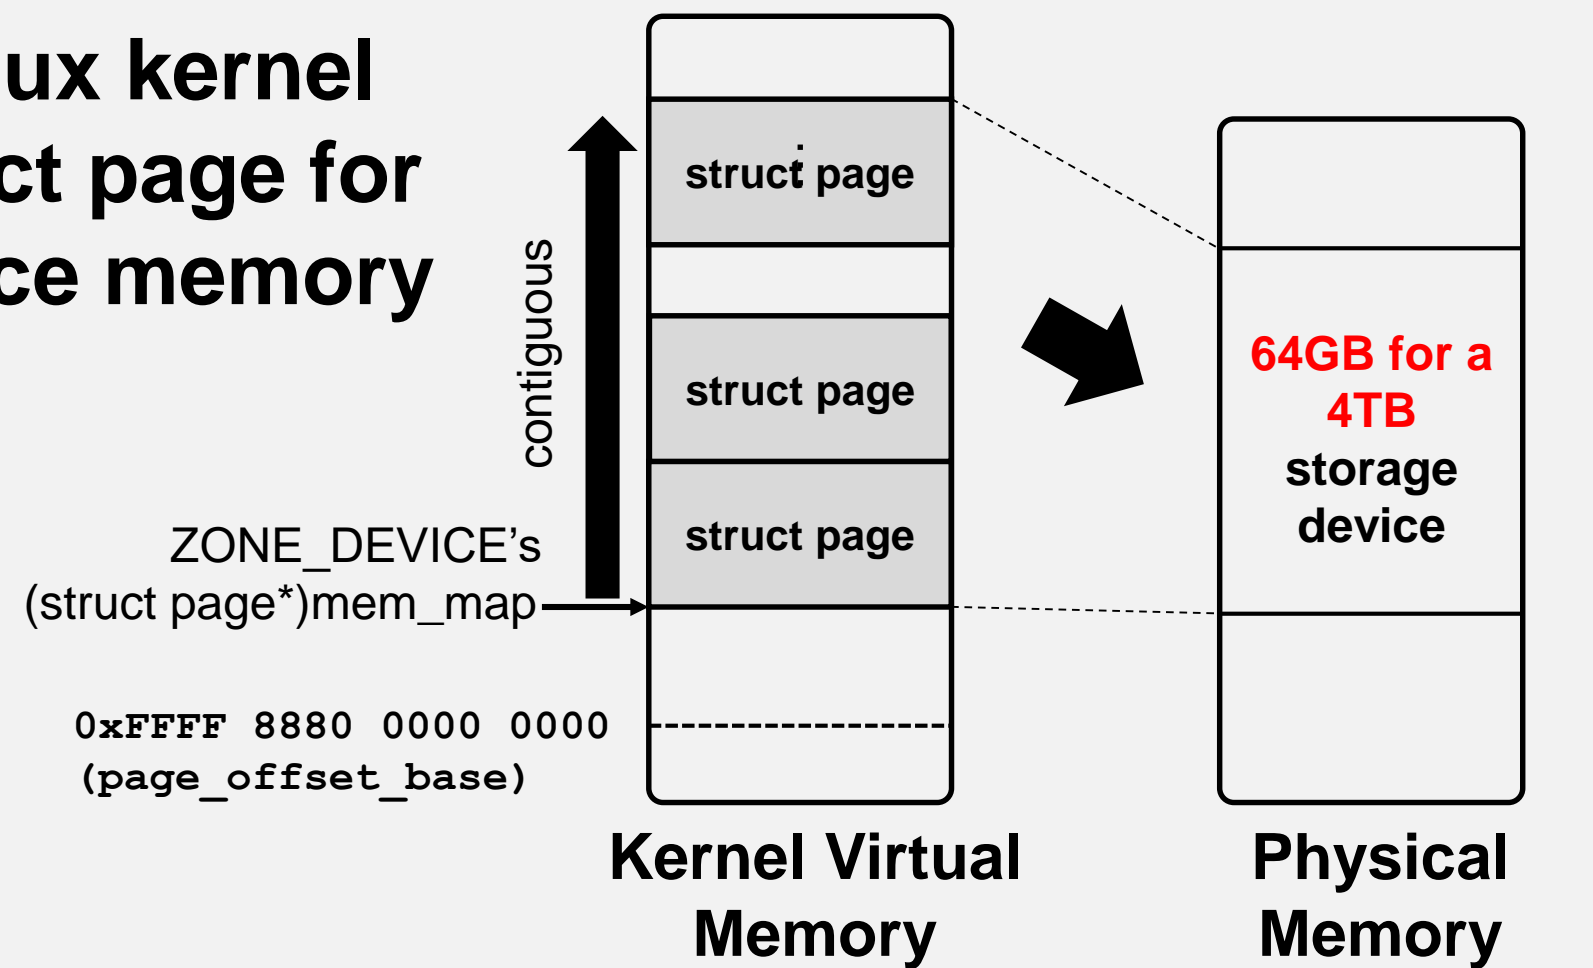 ux kernel
ct page for
ce memory
contiguous
struct page
struct page
struct page
ZONE_DEVICE's
(struct page*)mem_map
0xFFFF 8880 0000 0000
(page_offset_base)
Kernel Virtual
Memory
64GB for a
4TB
storage
device
Physical
Memory